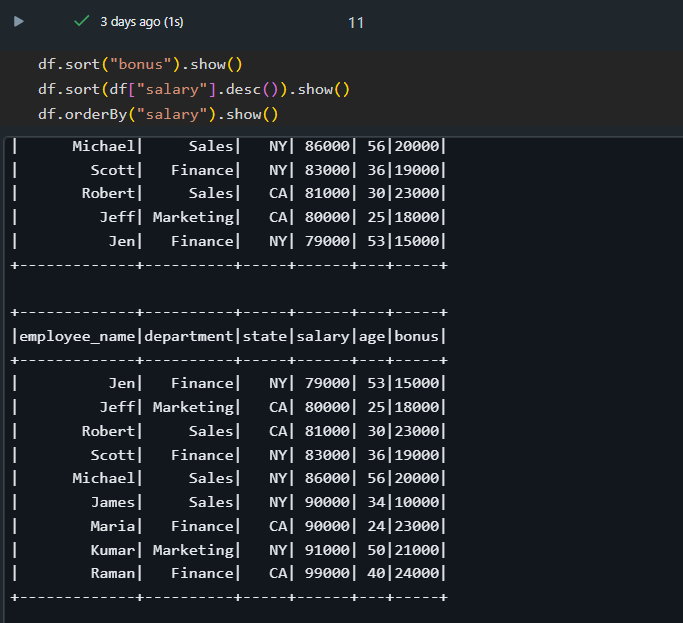 3 days ago (1s) 11
df.sort("bonus").show()
df.sort(df["salary"].desc()).show()
df.orderBy("salary").show()
|      Michael|     Sales|   NY| 86000| 56|20000|
|        Scott|   Finance|   NY| 83000| 36|19000|
|       Robert|     Sales|   CA| 81000| 30|23000|
|         Jeff| Marketing|   CA| 80000| 25|18000|
|          Jen|   Finance|   NY| 79000| 53|15000|
+-------------+----------+-----+------+---+-----+
+-------------+----------+-----+------+---+-----+
|employee_name|department|state|salary|age|bonus|
+-------------+----------+-----+------+---+-----+
|          Jen|   Finance|   NY| 79000| 53|15000|
|         Jeff| Marketing|   CA| 80000| 25|18000|
|       Robert|     Sales|   CA| 81000| 30|23000|
|        Scott|   Finance|   NY| 83000| 36|19000|
|      Michael|     Sales|   NY| 86000| 56|20000|
|        James|     Sales|   NY| 90000| 34|10000|
|        Maria|   Finance|   CA| 90000| 24|23000|
|        Kumar| Marketing|   NY| 91000| 50|21000|
|        Raman|   Finance|   CA| 99000| 40|24000|
+-------------+----------+-----+------+---+-----+